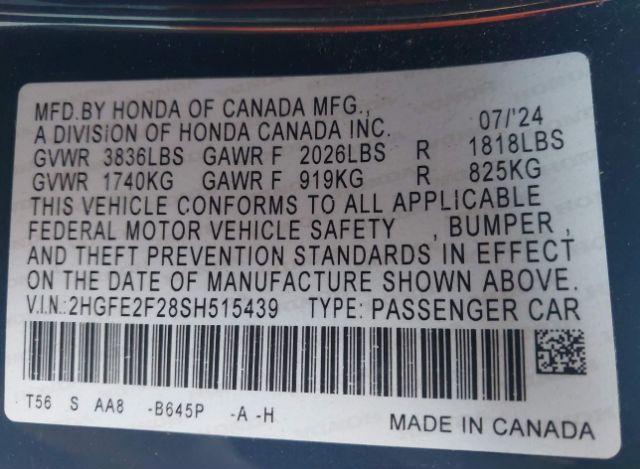 MFD.BY HONDA OF CANADA MFG.,
A DIVISION OF HONDA CANADA INC. 07/'24
GVWR 3836LBS GAWR F 2026LBS R 1818LBS
GVWR 1740KG GAWR F 919KG R 825KG
THIS VEHICLE CONFORMS TO ALL APPLICABLE
FEDERAL MOTOR VEHICLE SAFETY , BUMPER ,
AND THEFT PREVENTION STANDARDS IN EFFECT
ON THE DATE OF MANUFACTURE SHOWN ABOVE.
V.I.N.:2HGFE2F28SH515439 TYPE: PASSENGER CAR
T56 S AA8 -B645P -A -H
MADE IN CANADA